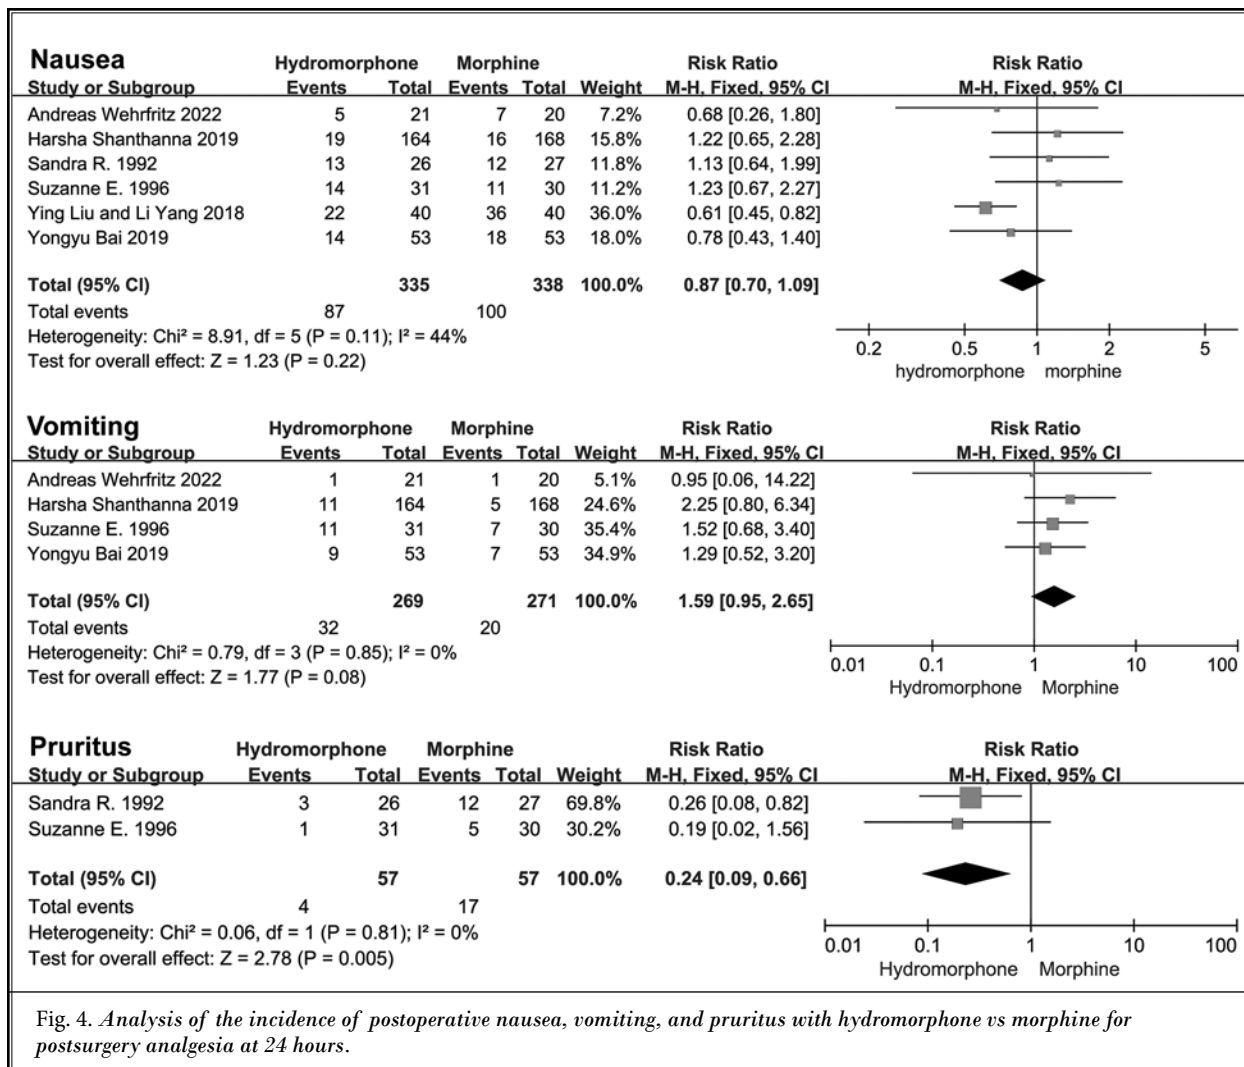 Nausea Hydromorphone Morphine Risk Ratio Risk Ratio
Study or Subgroup Events Total Events Total Weight M-H, Fixed, 95% CI M-H, Fixed, 95% CI
Andreas Wehrfritz 2022 5 21 7 20 7.2% 0.68 [0.26, 1.80]
Harsha Shanthanna 2019 19 164 16 168 15.8% 1.22 [0.65, 2.28]
Sandra R. 1992 13 26 12 27 11.8% 1.13 [0.64, 1.99]
Suzanne E. 1996 14 31 11 30 11.2% 1.23 [0.67, 2.27]
Ying Liu and Li Yang 2018 22 40 36 40 36.0% 0.61 [0.45, 0.82]
Yongyu Bai 2019 14 53 18 53 18.0% 0.78 [0.43, 1.40]
Total (95% CI) 335 338 100.0% 0.87 [0.70, 1.09]
Total events 87 100
Heterogeneity: Chi² = 8.91, df = 5 (P = 0.11); I² = 44%
Test for overall effect: Z = 1.23 (P = 0.22)
0.2 0.5 1 2 5
hydromorphone morphine
Vomiting Hydromorphone Morphine Risk Ratio Risk Ratio
Study or Subgroup Events Total Events Total Weight M-H, Fixed, 95% CI M-H, Fixed, 95% CI
Andreas Wehrfritz 2022 1 21 1 20 5.1% 0.95 [0.06, 14.22]
Harsha Shanthanna 2019 11 164 5 168 24.6% 2.25 [0.80, 6.34]
Suzanne E. 1996 11 31 7 30 35.4% 1.52 [0.68, 3.40]
Yongyu Bai 2019 9 53 7 53 34.9% 1.29 [0.52, 3.20]
Total (95% CI) 269 271 100.0% 1.59 [0.95, 2.65]
Total events 32 20
Heterogeneity: Chi² = 0.79, df = 3 (P = 0.85); I² = 0%
Test for overall effect: Z = 1.77 (P = 0.08)
0.01 0.1 1 10 100
Hydromorphone Morphine
Pruritus Hydromorphone Morphine Risk Ratio Risk Ratio
Study or Subgroup Events Total Events Total Weight M-H, Fixed, 95% CI M-H, Fixed, 95% CI
Sandra R. 1992 3 26 12 27 69.8% 0.26 [0.08, 0.82]
Suzanne E. 1996 1 31 5 30 30.2% 0.19 [0.02, 1.56]
Total (95% CI) 57 57 100.0% 0.24 [0.09, 0.66]
Total events 4 17
Heterogeneity: Chi² = 0.06, df = 1 (P = 0.81); I² = 0%
Test for overall effect: Z = 2.78 (P = 0.005)
0.01 0.1 1 10 100
Hydromorphone Morphine
Fig. 4. Analysis of the incidence of postoperative nausea, vomiting, and pruritus with hydromorphone vs morphine for
postsurgery analgesia at 24 hours.